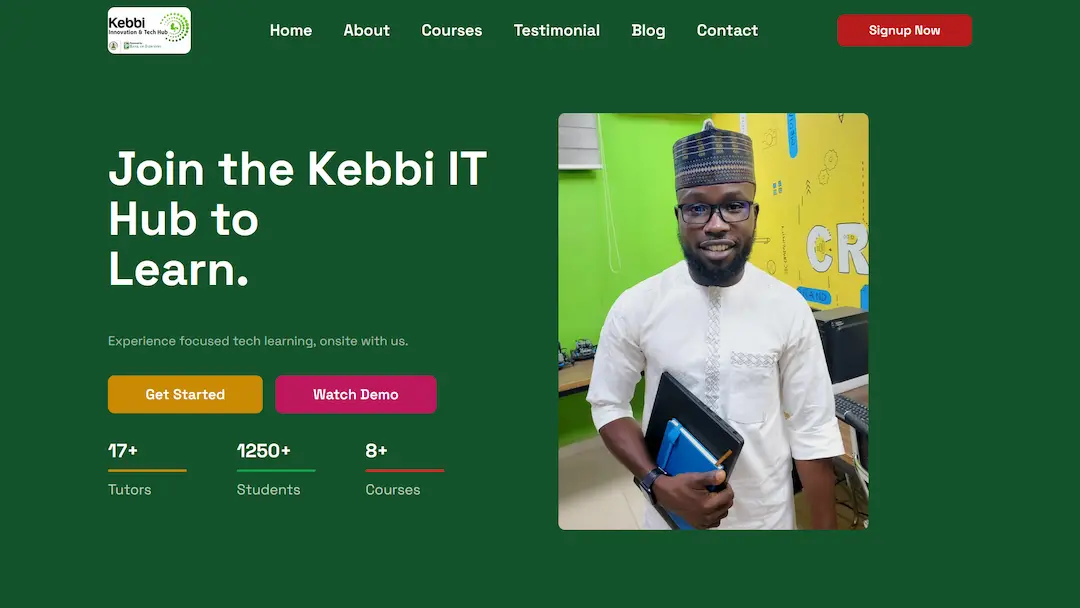 Kebbi
Innovation & Tech Hub
Home
About
Courses
Testimonial
Blog
Contact
Signup Now
Join the Kebbi IT
Hub to
Learn.
Experience focused tech learning, onsite with us.
Get Started
Watch Demo
17+
1250+
8+
Tutors
Students
Courses
CR